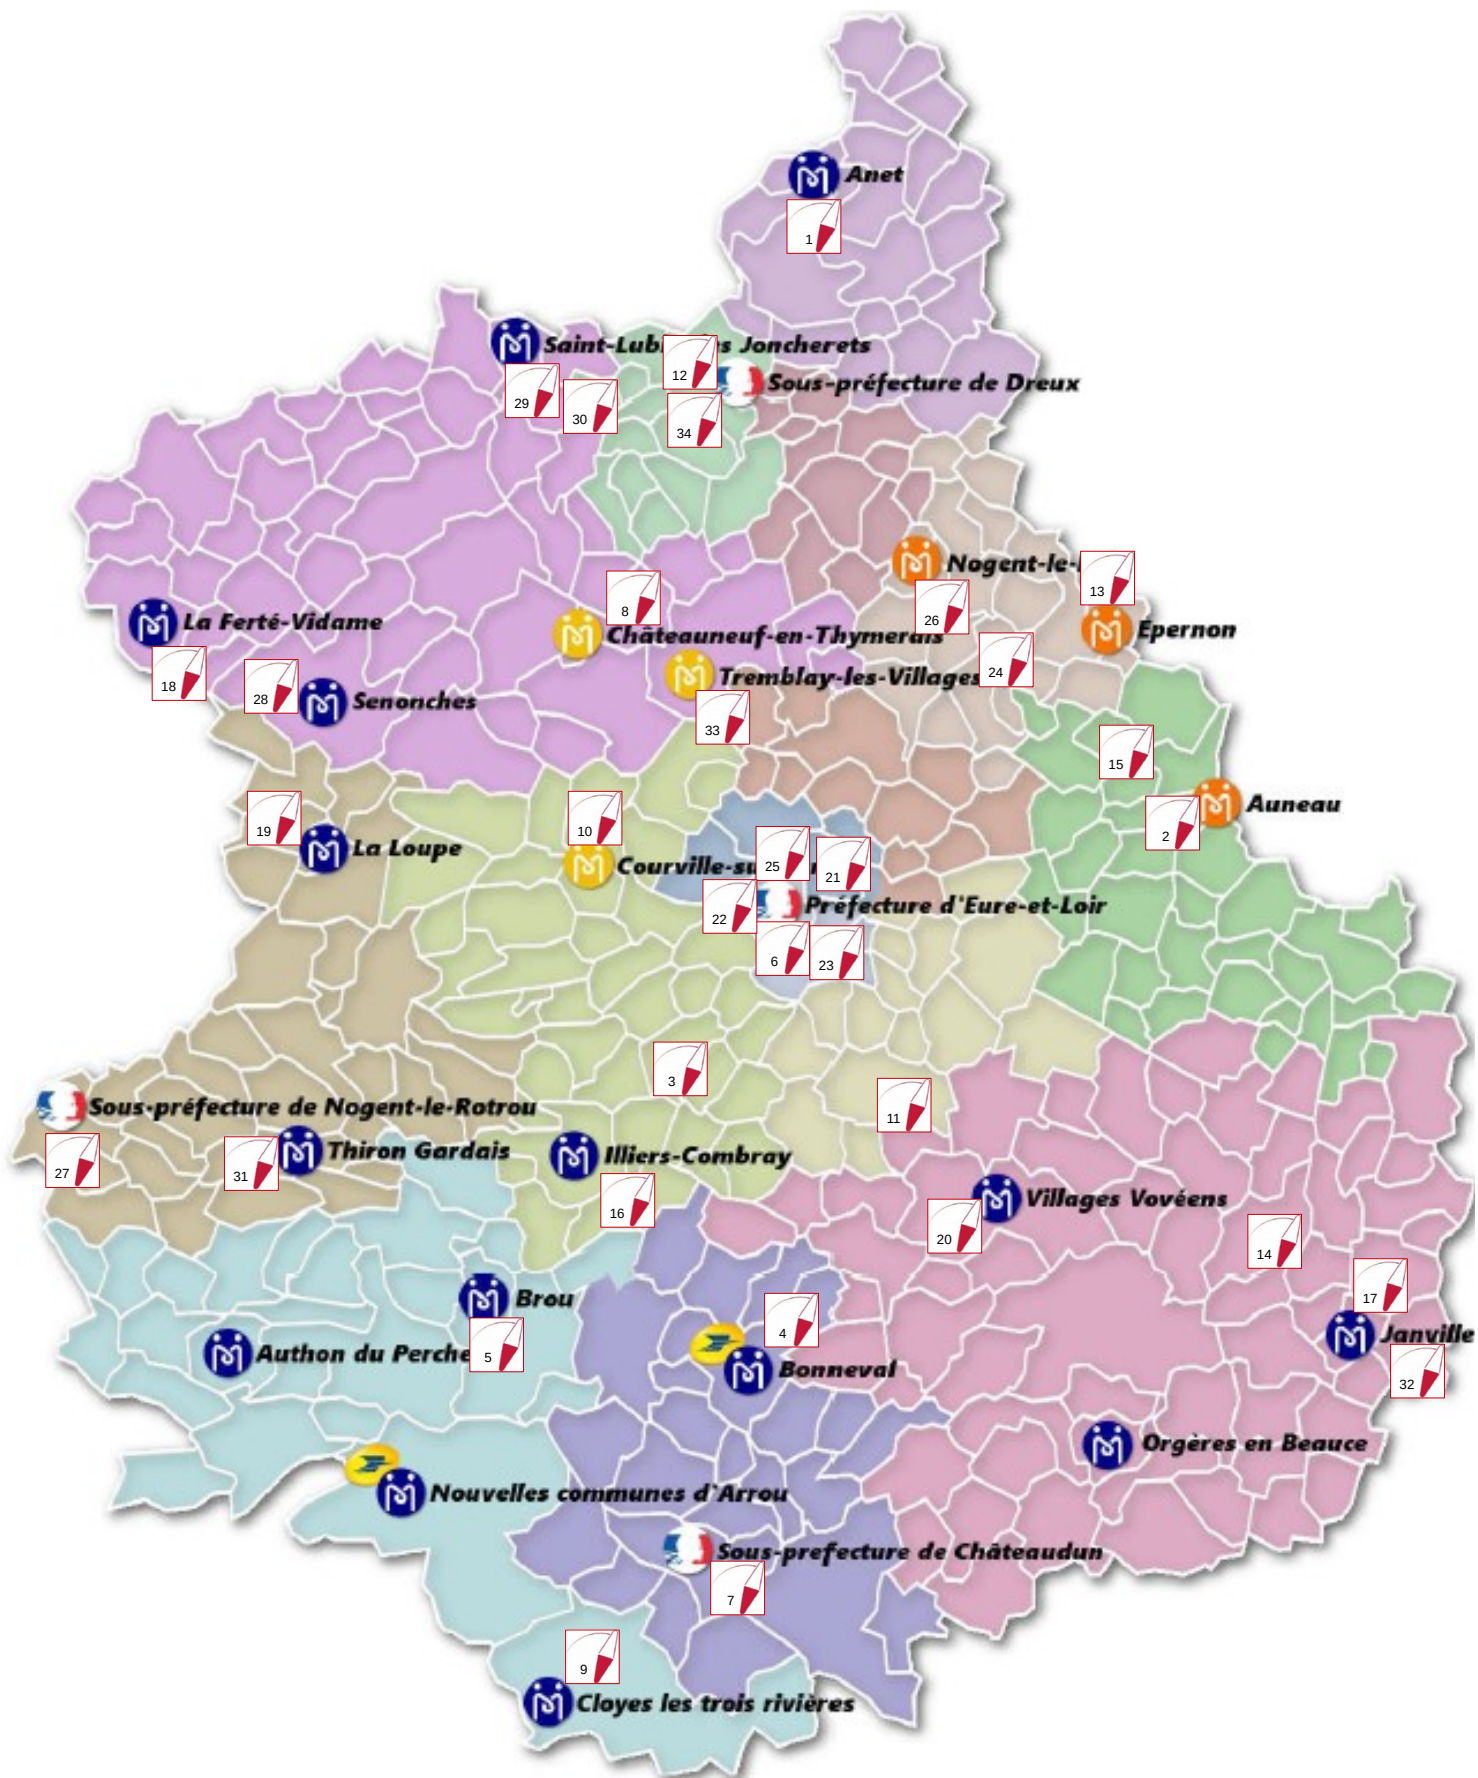 Anet
1
Saint-Lub
s Joncherets
12
Sous-préfecture de Dreux
29
30
34
Nogent-le-
13
8
26
La Ferté-Vidame
Châteauneuf-en-Thymerais
Épernon
18
28
Senonches
Tremblay-les-Villages
24
33
15
Auneau
19
10
2
La Loupe
Courville-su
25
21
22
Préfecture d'Eure-et-Loir
6
23
3
11
Sous-préfecture de Nogent-le-Rotrou
27
31
Thiron Gardais
Illiers-Combray
16
Villages Vovéens
20
14
17
Brou
4
Janville
Authon du Perche
5
Bonneval
32
Orgères en Beauce
Nouvelles communes d'Arrou
Sous-prefecture de Châteaudun
7
9
Cloyes les trois rivières